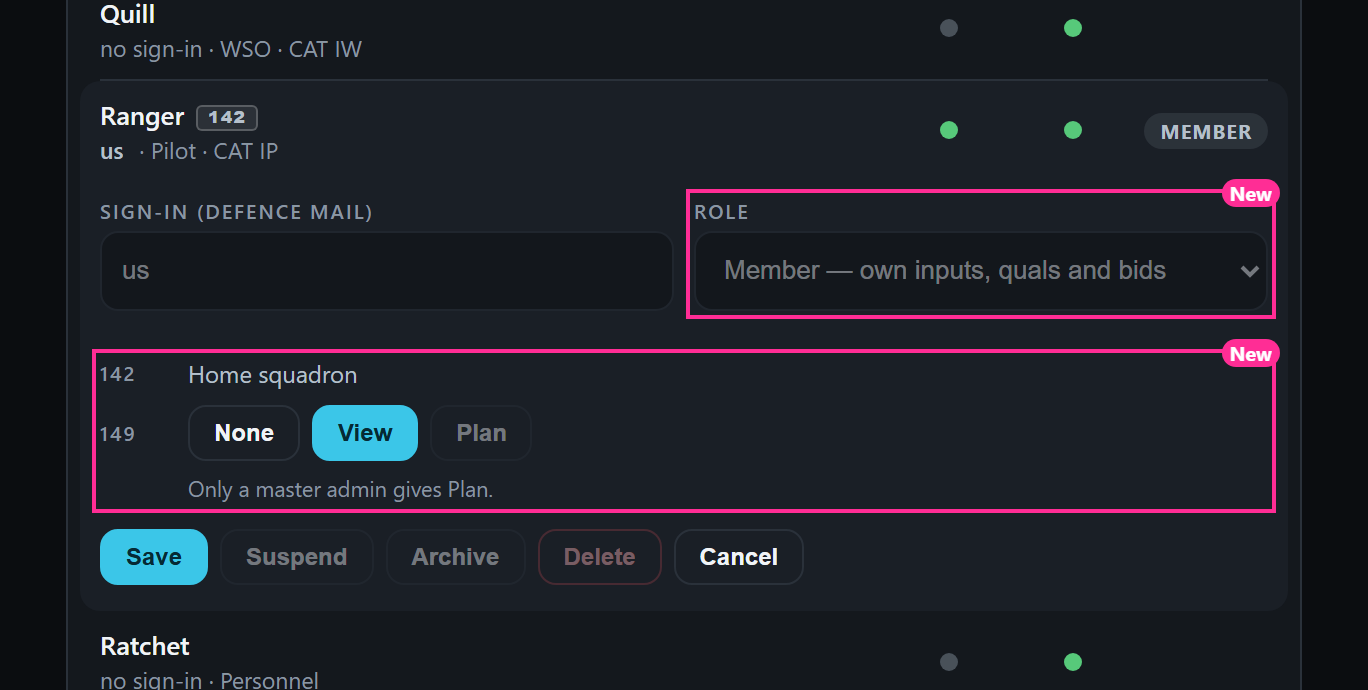 Quill
no sign-in · WSO · CAT IW
Ranger 142
us · Pilot · CAT IP
MEMBER
SIGN-IN (DEFENCE MAIL)
us
New
ROLE
Member — own inputs, quals and bids
New
142 Home squadron
149 None View Plan
Only a master admin gives Plan.
Save Suspend Archive Delete Cancel
Ratchet
no sign-in · Personnel